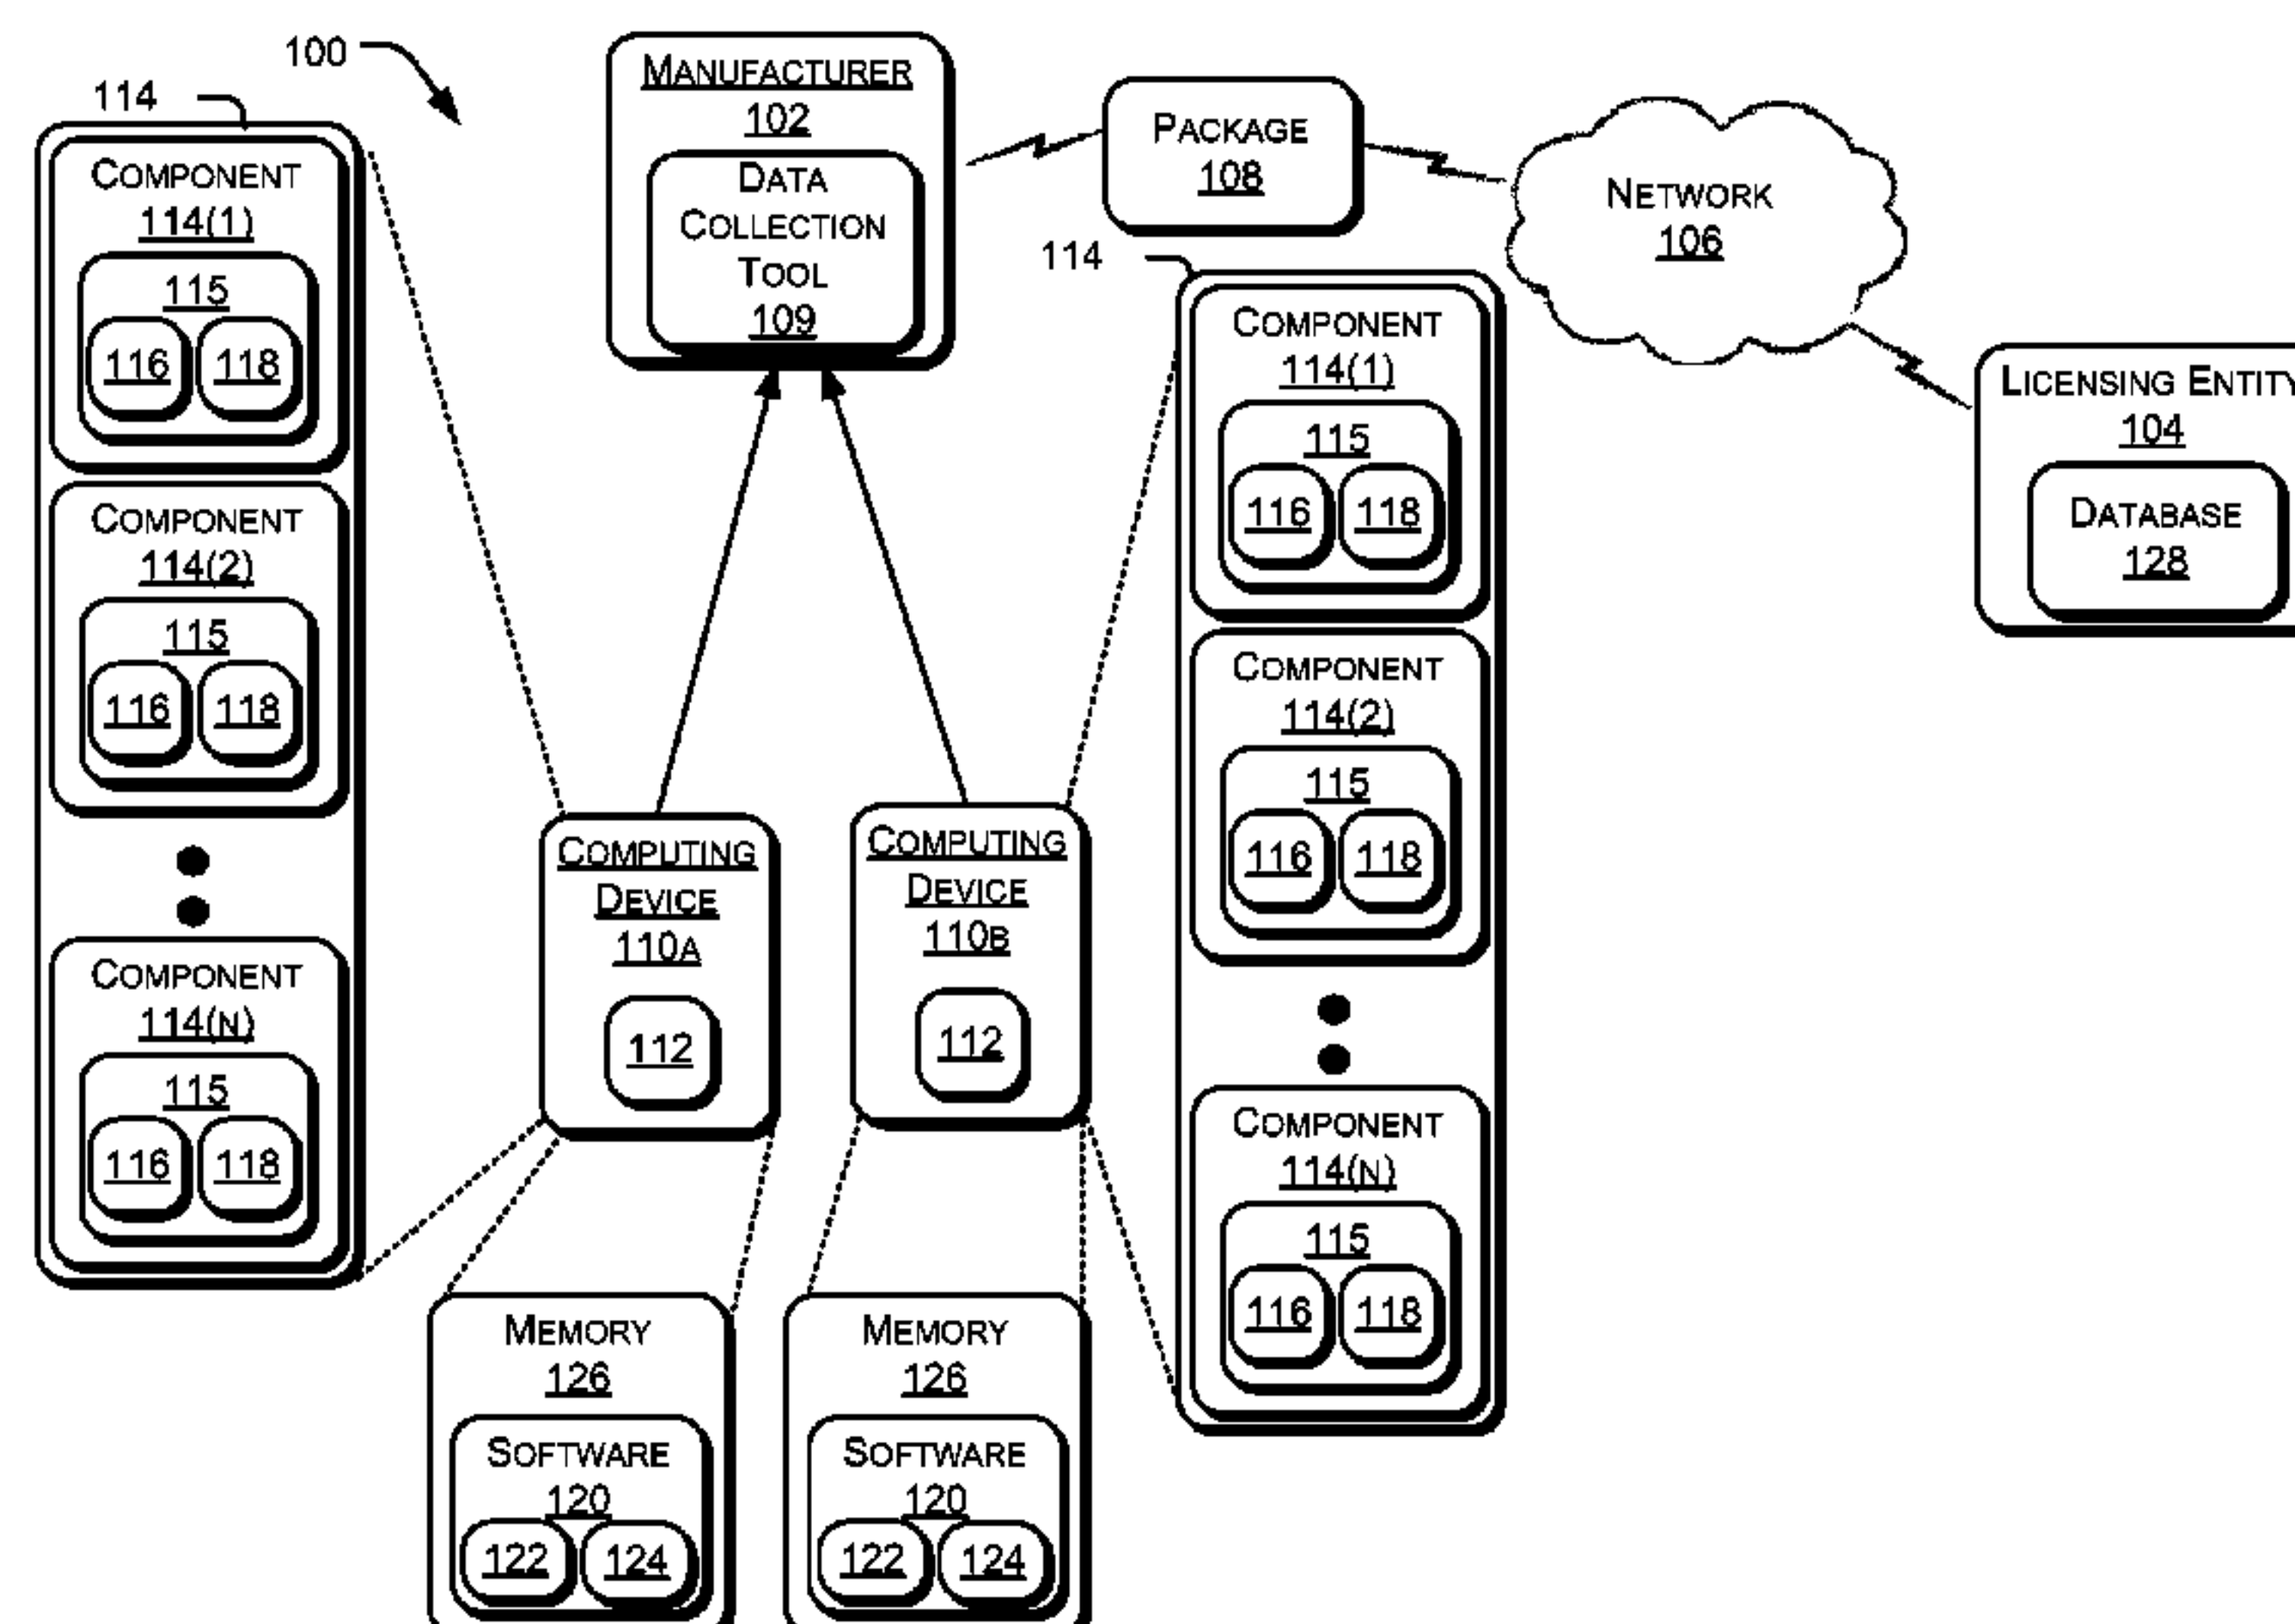 100
114
COMPONENT
114(1)
115
116 118
COMPONENT
114(2)
115
116 118
COMPONENT
114(N)
115
116 118
MANUFACTURER
102
DATA
COLLECTION
TOOL
109
PACKAGE
108
NETWORK
106
LICENSING ENTITY
104
DATABASE
128
COMPUTING
DEVICE
110A
112
COMPUTING
DEVICE
110B
112
114
COMPONENT
114(1)
115
116 118
COMPONENT
114(2)
115
116 118
COMPONENT
114(N)
115
116 118
MEMORY
126
SOFTWARE
120
122 124
MEMORY
126
SOFTWARE
120
122 124